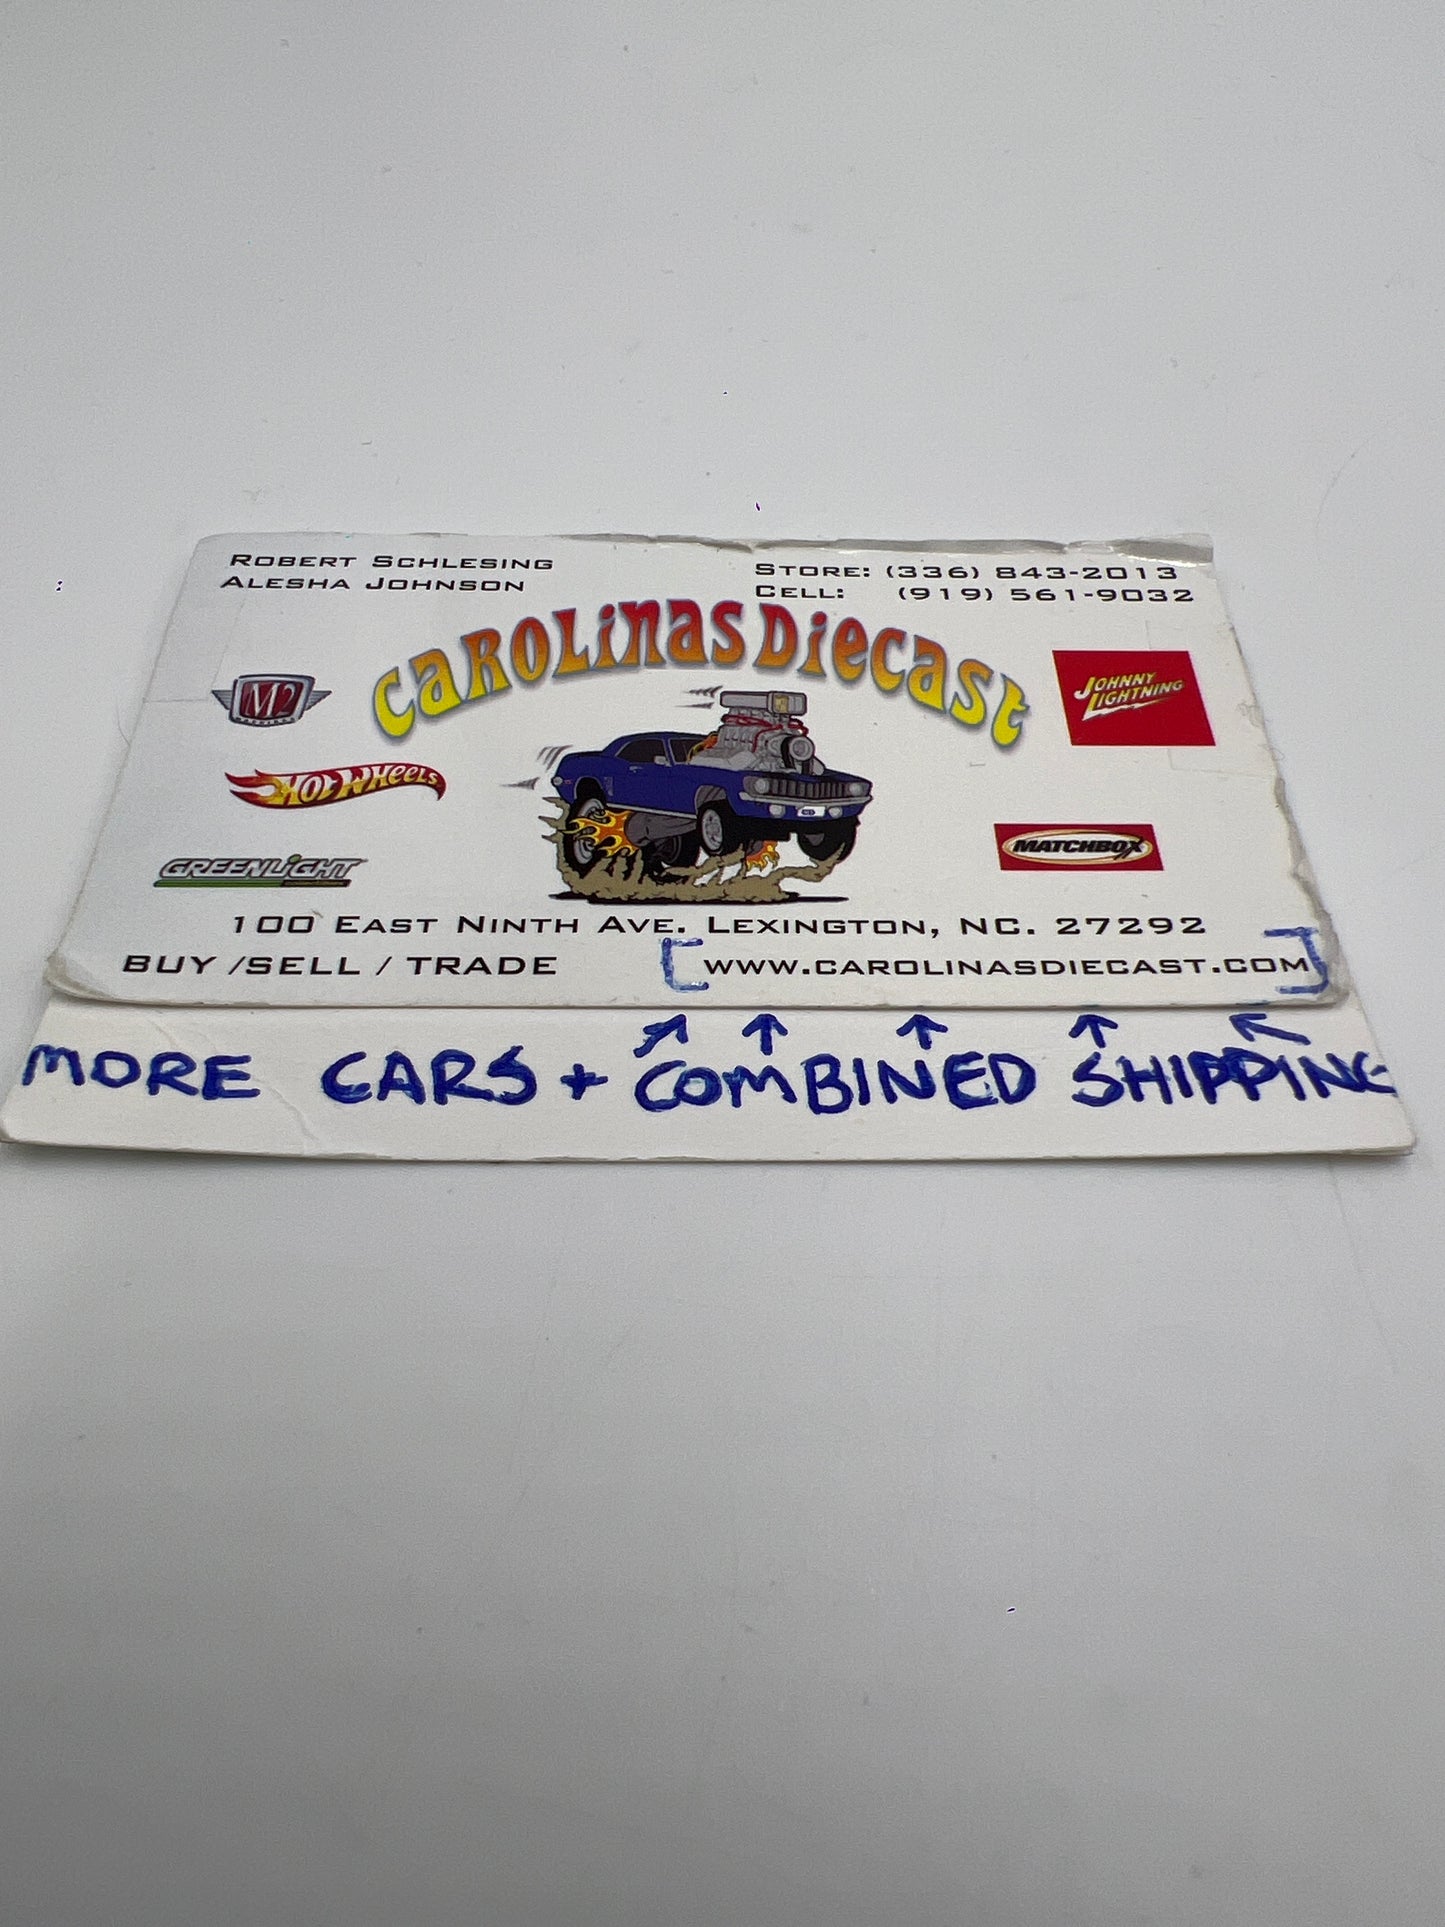 ROBERT SCHLESING
ALESHA JOHNSON
STORE: (336) 843-2013
CELL: (919) 561-9032
CAROLINAS DIECAST
M2
JOHNNY LIGHTNING
HOT WHEELS
MATCHBOX
GREENLIGHT
100 EAST NINTH AVE. LEXINGTON, NC. 27292
BUY /SELL / TRADE [WWW.CAROLINASDIECAST.COM]
MORE CARS + COMBINED SHIPPING